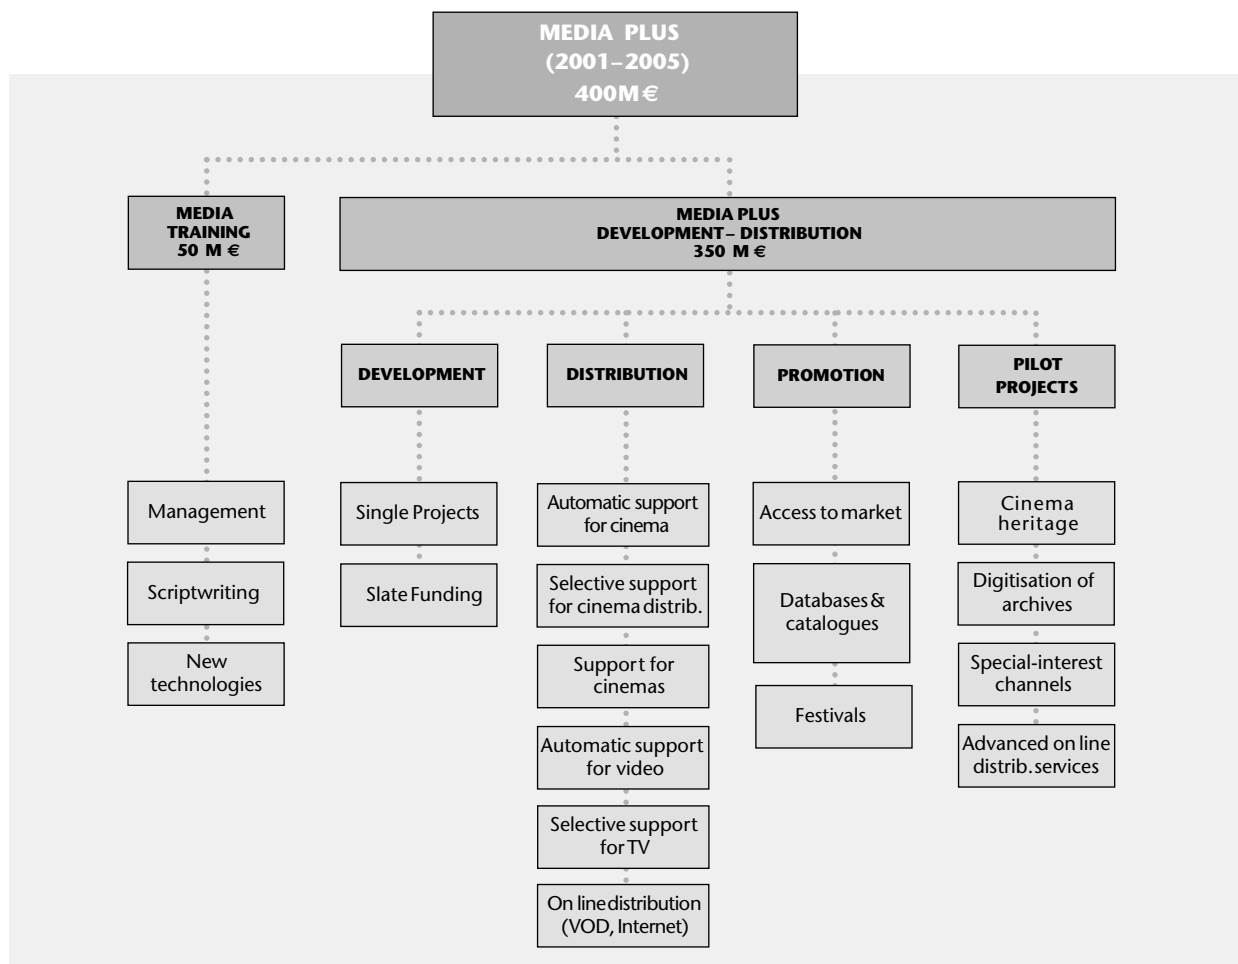 MEDIA PLUS
(2001–2005)
400M €
MEDIA
TRAINING
50 M €
MEDIA PLUS
DEVELOPMENT – DISTRIBUTION
350 M €
DEVELOPMENT
DISTRIBUTION
PROMOTION
PILOT
PROJECTS
Management
Scriptwriting
New
technologies
Single Projects
Slate Funding
Automatic support
for cinema
Selective support
for cinema distrib.
Support for
cinemas
Automatic support
for video
Selective support
for TV
On line distribution
(VOD, Internet)
Access to market
Databases &
catalogues
Festivals
Cinema
heritage
Digitisation of
archives
Special-interest
channels
Advanced on line
distrib. services